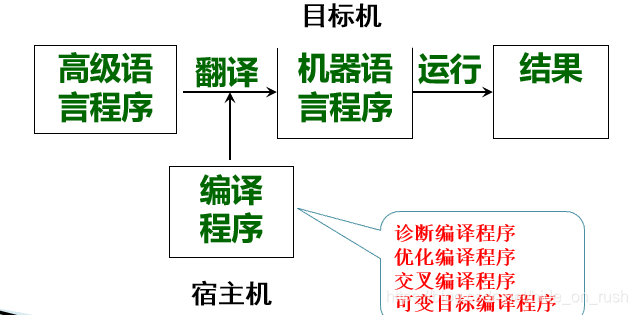 目标机
高级语
言程序
翻译
机器语
言程序
运行
结果
编译
程序
宿主机
诊断编译程序
优化编译程序
交叉编译程序
可变目标编译程序